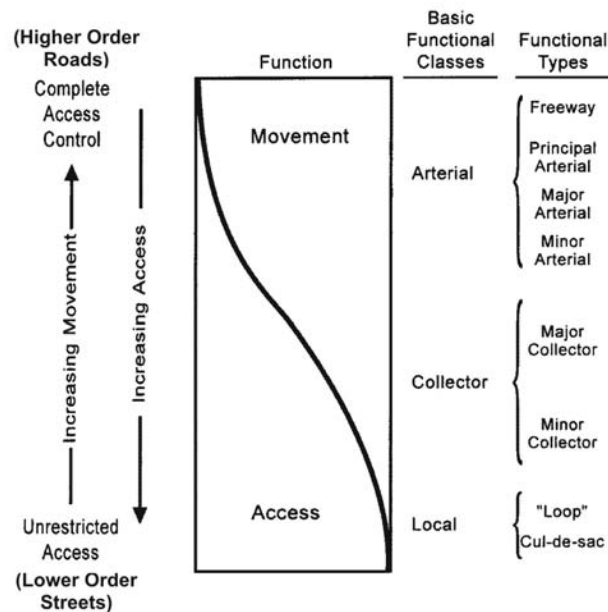 (Higher Order
Roads)
Complete
Access
Control
Increasing Movement
Increasing Access
Unrestricted
Access
(Lower Order
Streets)
Function
Movement
Access
Basic
Functional
Classes
Arterial
Collector
Local
Functional
Types
Freeway
Principal
Arterial
Major
Arterial
Minor
Arterial
Major
Collector
Minor
Collector
"Loop"
Cul-de-sac